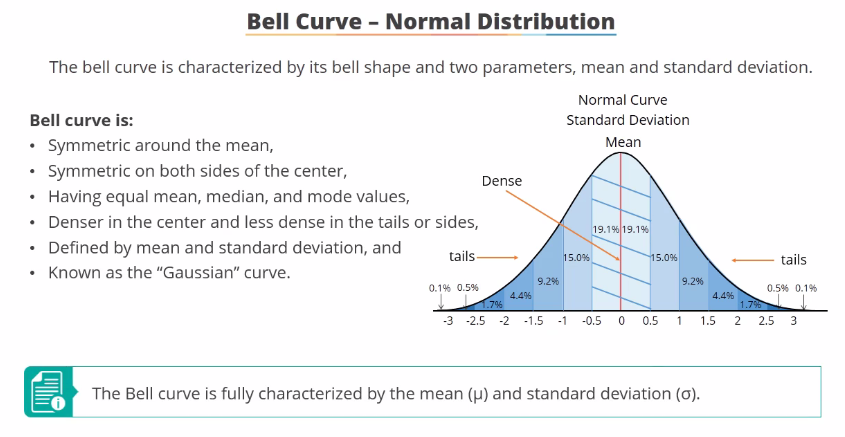 Bell Curve – Normal Distribution
The bell curve is characterized by its bell shape and two parameters, mean and standard deviation.
Bell curve is:
• Symmetric around the mean,
• Symmetric on both sides of the center,
• Having equal mean, median, and mode values,
• Denser in the center and less dense in the tails or sides,
• Defined by mean and standard deviation, and
• Known as the “Gaussian” curve.
Normal Curve
Standard Deviation
Mean
Dense
19.1% 19.1%
tails 15.0% 15.0% tails
9.2% 9.2%
0.1% 0.5% 4.4% 4.4% 0.5% 0.1%
1.7% 1.7%
-3 -2.5 -2 -1.5 -1 -0.5 0 0.5 1 1.5 2 2.5 3
The Bell curve is fully characterized by the mean (μ) and standard deviation (σ).